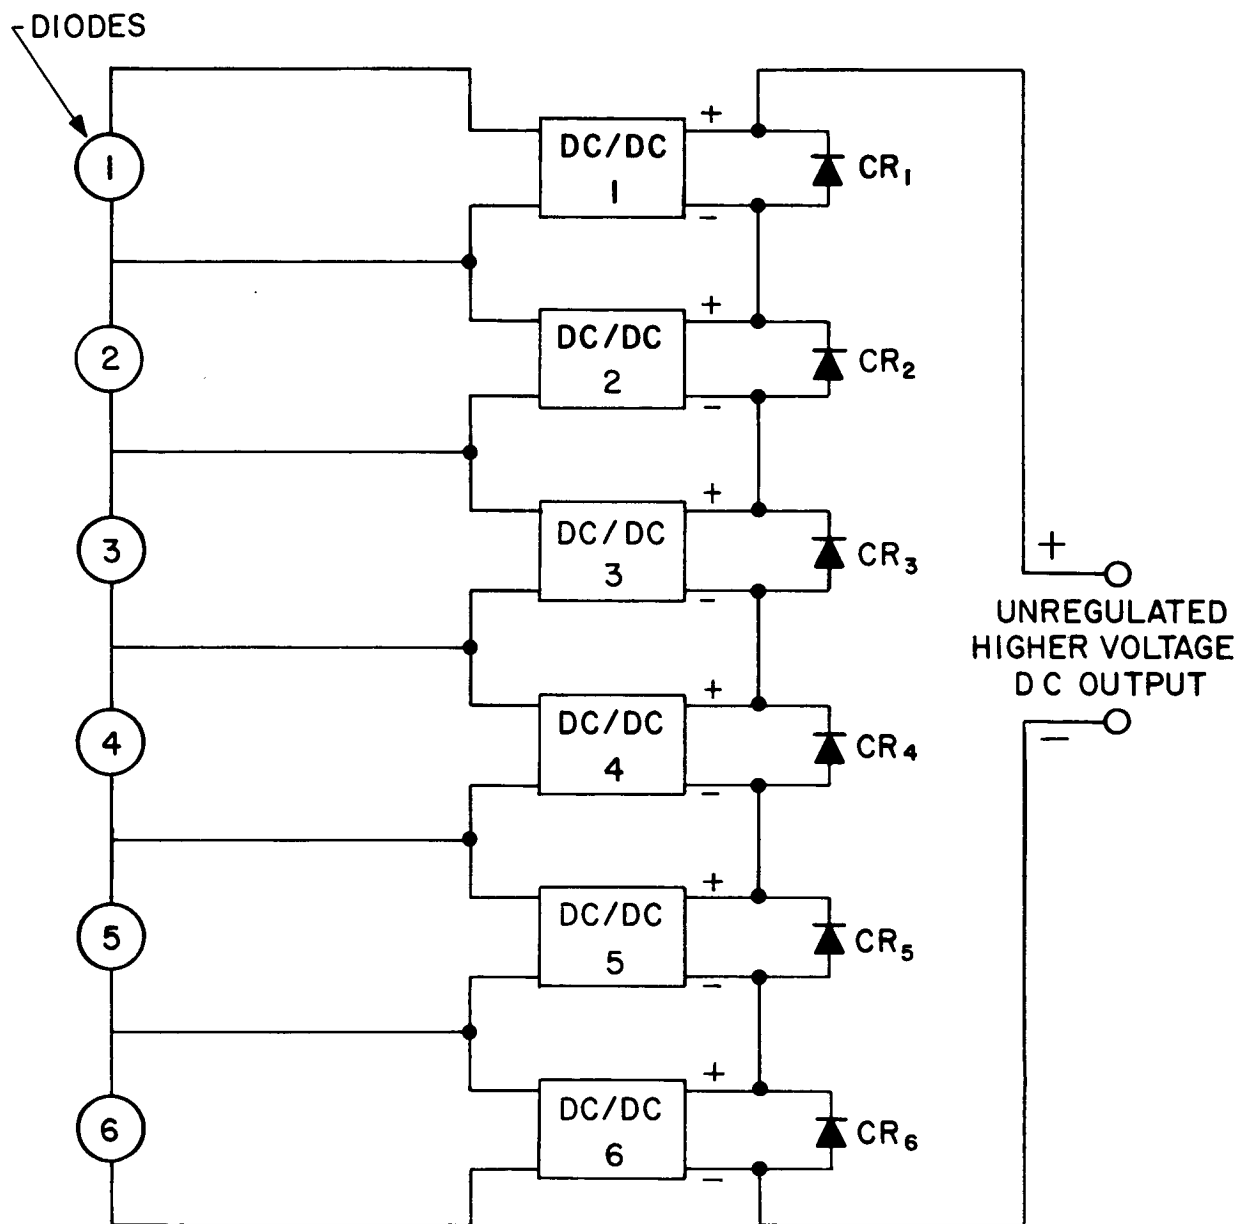 DIODES
1
DC/DC
1
+
−
CR1
2
DC/DC
2
+
−
CR2
3
DC/DC
3
+
−
CR3
+
UNREGULATED
HIGHER VOLTAGE
DC OUTPUT
−
4
DC/DC
4
+
−
CR4
5
DC/DC
5
+
−
CR5
6
DC/DC
6
+
−
CR6